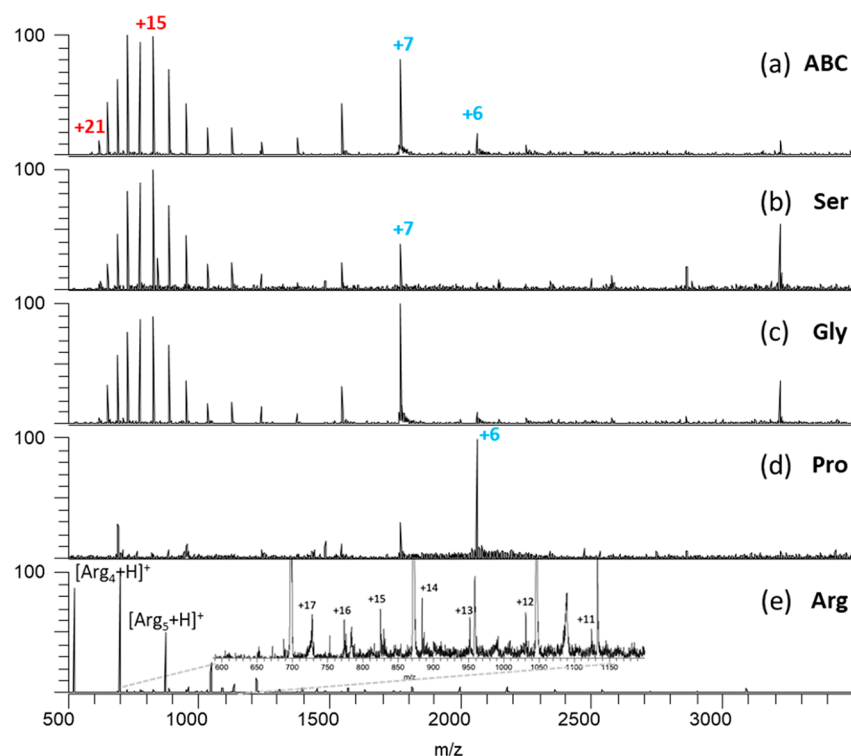 100
+15
+7
(a) ABC
+21
+6
100
(b) Ser
+7
100
(c) Gly
100
+6
(d) Pro
100
[Arg4+H]+
[Arg5+H]+
(e) Arg
+17
+16
+15
+14
+13
+12
+11
600 650 700 750 800 850 900 950 1000 1050 1100 1150
m/z
500 1000 1500 2000 2500 3000
m/z